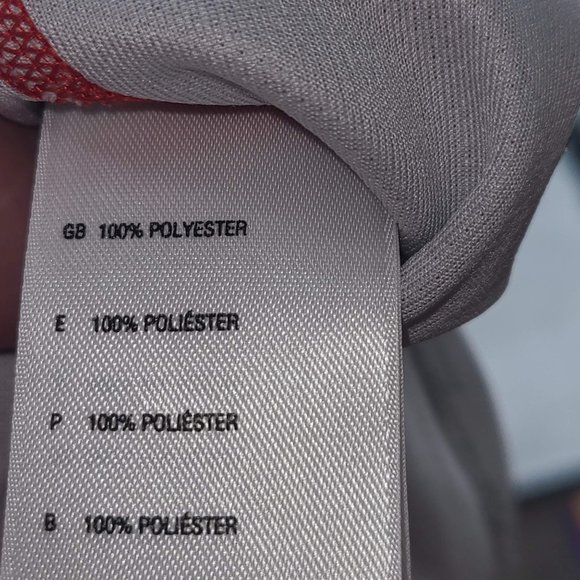 GB 100% POLYESTER
E 100% POLIÉSTER
P 100% POLIÉSTER
B 100% POLIÉSTER